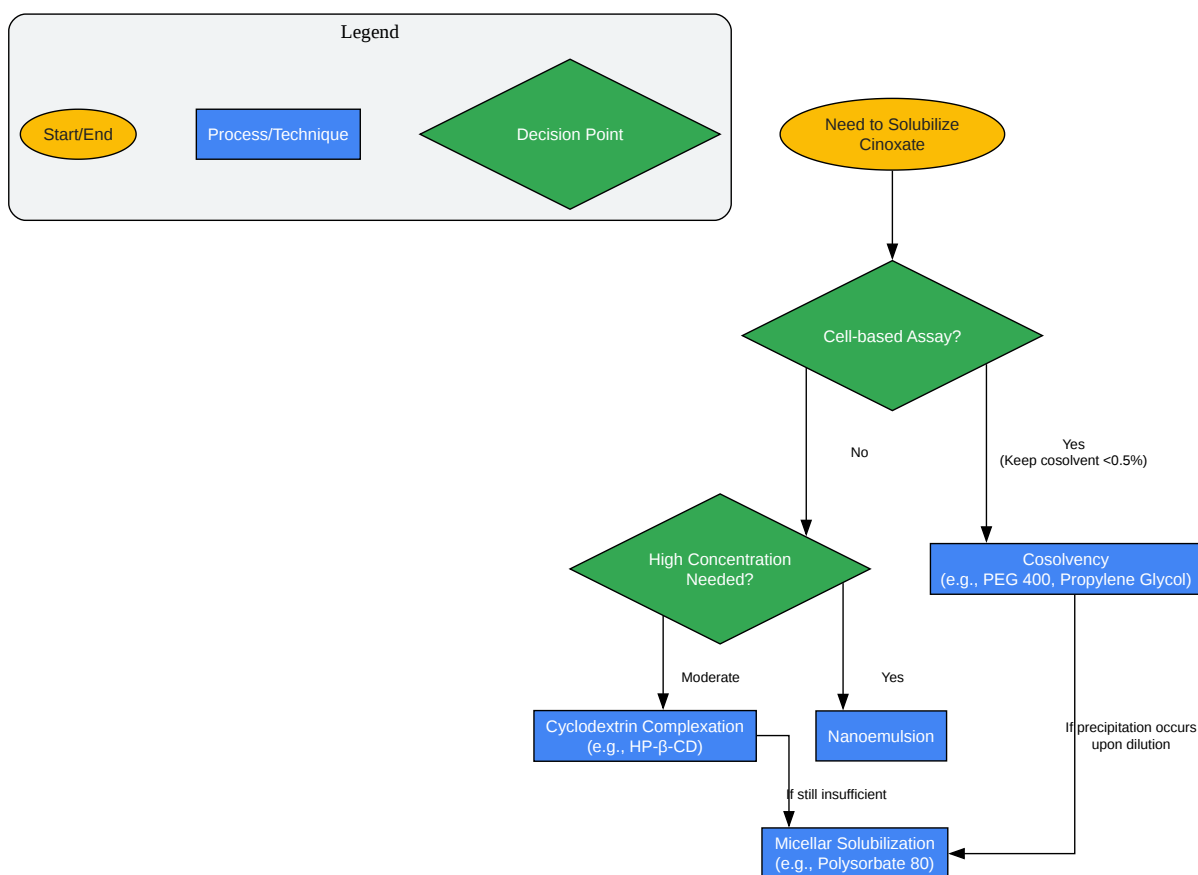 Legend
Start/End
Process/Technique
Decision Point
Need to Solubilize
Cinoxate
Cell-based Assay?
No
Yes
(Keep cosolvent <0.5%)
High Concentration
Needed?
Cosolvency
(e.g., PEG 400, Propylene Glycol)
Moderate
Yes
Cyclodextrin Complexation
(e.g., HP-β-CD)
Nanoemulsion
If precipitation occurs
upon dilution
If still insufficient
Micellar Solubilization
(e.g., Polysorbate 80)